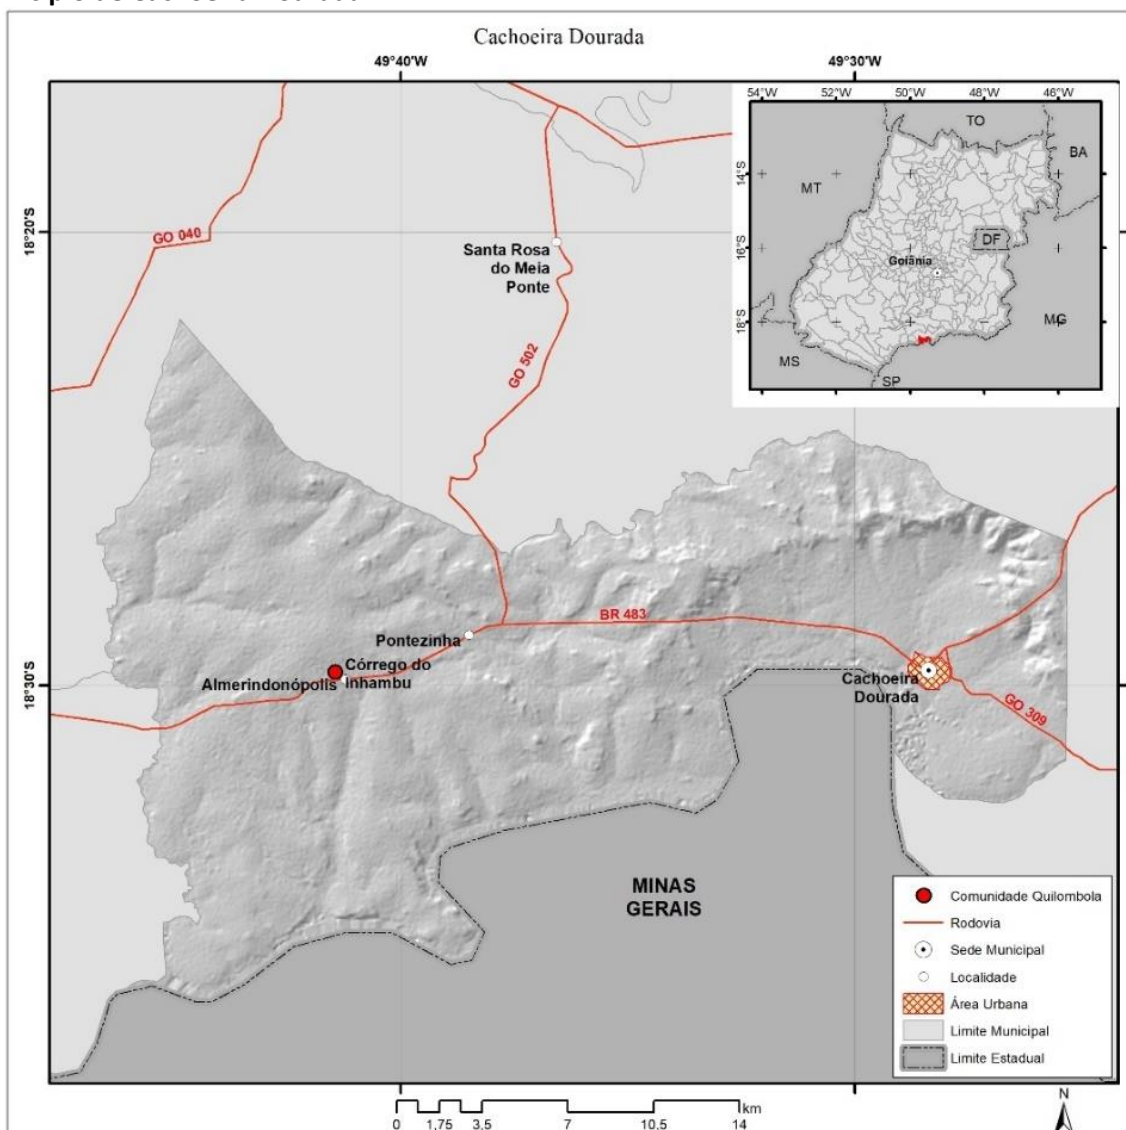 Cachoeira Dourada
49°40'W
49°30'W
54°W
52°W
50°W
48°W
46°W
TO
BA
MT
14°S
GO 040
18°20'S
Santa Rosa
do Meia
Ponte
DF
16°S
Goiânia
GO 502
18°S
MG
MS
SP
BR 483
Pontezinha
Córrego do
Inhambu
Almerindonópolis
18°30'S
Cachoeira
Dourada
GO 309
MINAS
GERAIS
Comunidade Quilombola
Rodovia
Sede Municipal
Localidade
Área Urbana
Limite Municipal
Limite Estadual
N
km
0 1,75 3,5 7 10,5 14